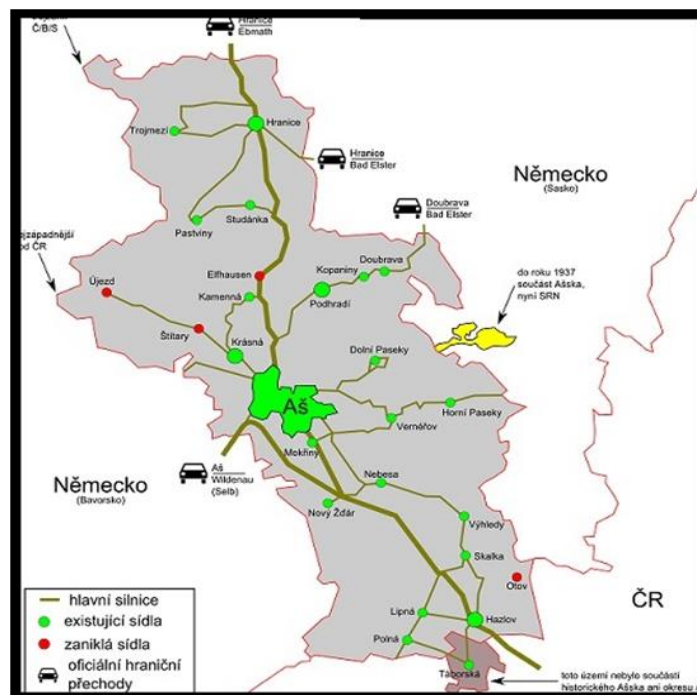 Hranice
Ebmath
Č/B/S
Trojmezí
Hranice
Hranice
Bad Elster
Německo
(Sasko)
Doubrava
Bad Elster
Studánka
Pastviny
od ČR
Elfhausen
Kopaniny
Doubrava
do roku 1937
součást Ašska,
nyní SRN
Újezd
Kamenná
Podhradí
Štítary
Krásná
Dolní Paseky
Aš
Horní Paseky
Vernéřov
Mokřiny
Aš
Wildenau
(Selb)
Německo
(Bavorsko)
Nebesa
Nový Žďár
Výhledy
Skalka
Otov
ČR
Lipná
Hazlov
Polná
Táborská
hlavní silnice
existující sídla
zaniklá sídla
oficiální hraniční
přechody
toto území nebylo součástí
historického Ašska ani okresu